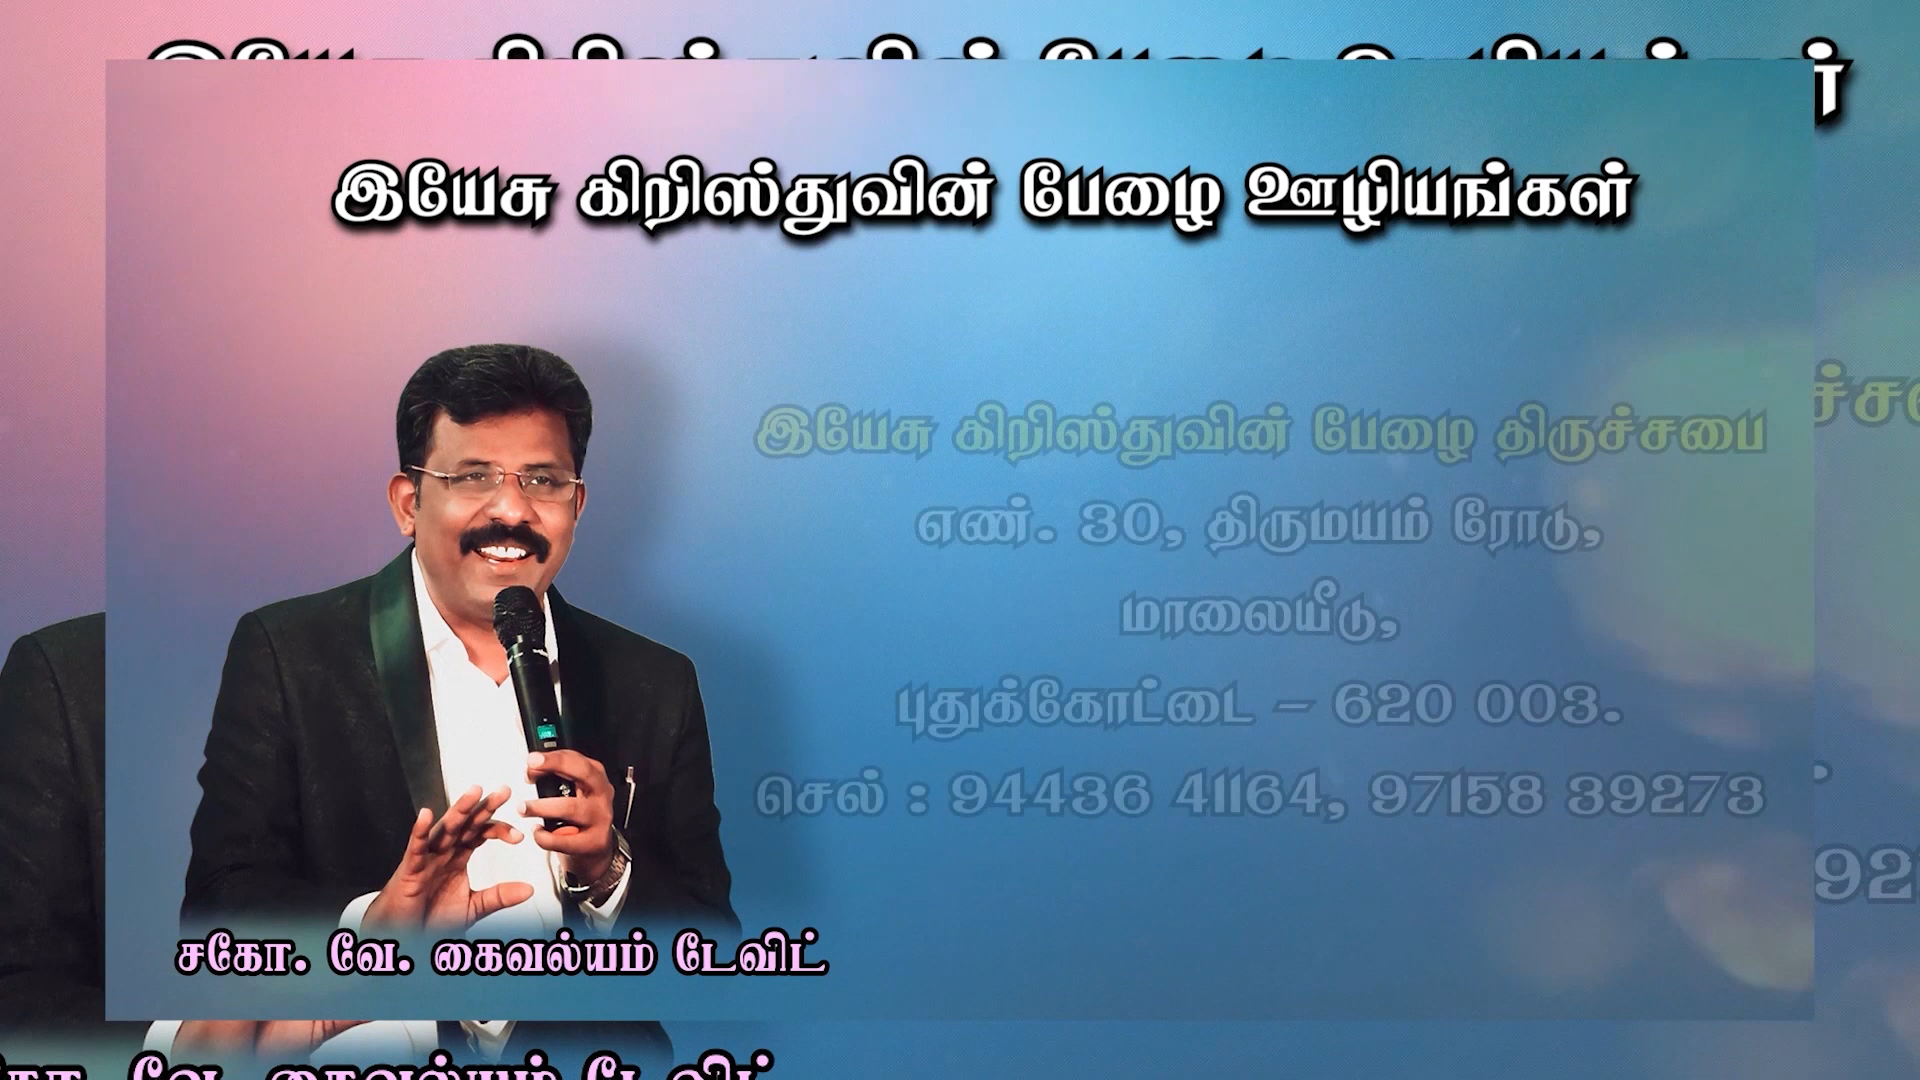 இயேசு கிறிஸ்துவின் பேழை ஊழியங்கள்
இயேசு கிறிஸ்துவின் பேழை திருச்சபை
எண். 30, திருமயம் ரோடு,
மாலையீடு,
புதுக்கோட்டை – 620 003.
செல் : 94436 41164, 97158 39273
சகோ. வே. கைவல்யம் டேவிட்